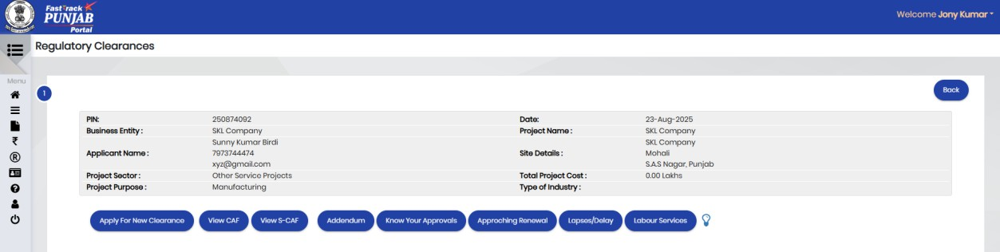 FastTrack
PUNJAB
Portal
Welcome Jony Kumar
Regulatory Clearances
Menu
1
Back
PIN: 250874092 Date: 23-Aug-2025
Business Entity : SKL Company Project Name : SKL Company
Applicant Name : Sunny Kumar Birdi
7973744474
xyz@gmail.com
Site Details : SKL Company
Mohali
S.A.S Nagar, Punjab
Project Sector : Other Service Projects Total Project Cost : 0.00 Lakhs
Project Purpose : Manufacturing Type of Industry :
Apply For New Clearance View CAF View S-CAF Addendum Know Your Approvals Approching Renewal Lapses/Delay Labour Services